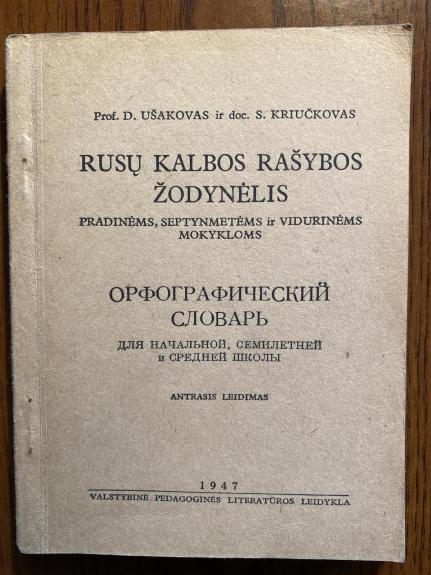 Prof. D. UŠAKOVAS ir doc. S. KRIUČKOVAS
RUSŲ KALBOS RAŠYBOS
ŽODYNĖLIS
PRADINĖMS, SEPTYNMETĖMS ir VIDURINĖMS
MOKYKLOMS
ОРФОГРАФИЧЕСКИЙ
СЛОВАРЬ
ДЛЯ НАЧАЛЬНОЙ, СЕМИЛЕТНЕЙ
и СРЕДНЕЙ ШКОЛЫ
ANTRASIS LEIDIMAS
1947
VALSTYBINĖ PEDAGOGINĖS LITERATŪROS LEIDYKLA